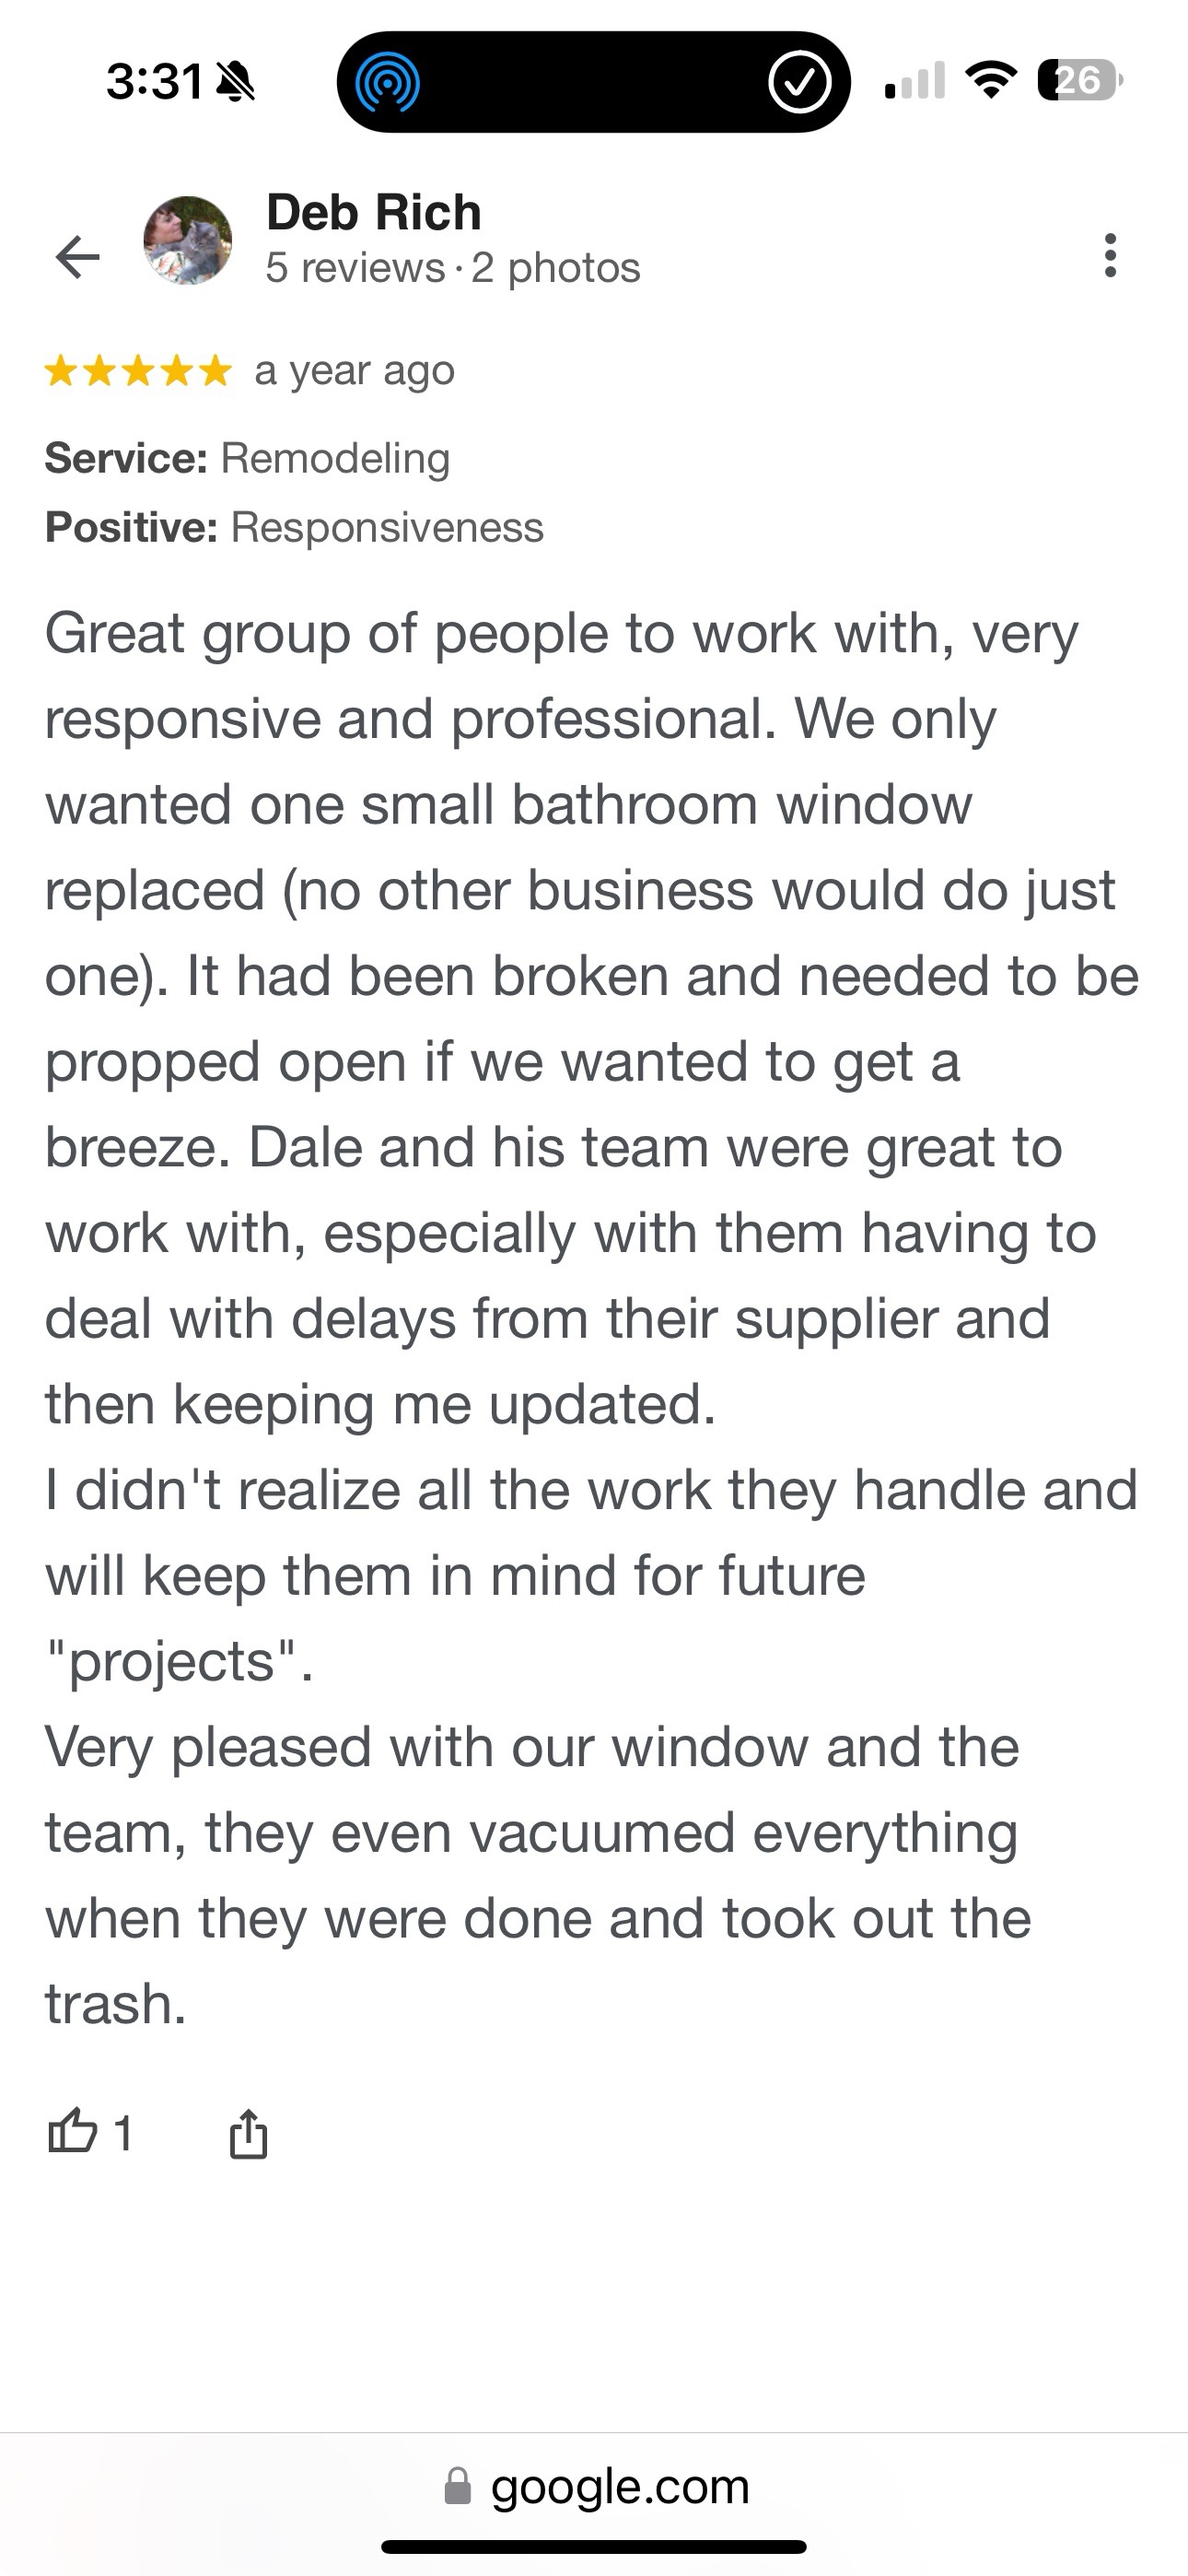 3:31
26
Deb Rich
5 reviews · 2 photos
a year ago
Service: Remodeling
Positive: Responsiveness
Great group of people to work with, very
responsive and professional. We only
wanted one small bathroom window
replaced (no other business would do just
one). It had been broken and needed to be
propped open if we wanted to get a
breeze. Dale and his team were great to
work with, especially with them having to
deal with delays from their supplier and
then keeping me updated.
I didn't realize all the work they handle and
will keep them in mind for future
"projects".
Very pleased with our window and the
team, they even vacuumed everything
when they were done and took out the
trash.
1
google.com